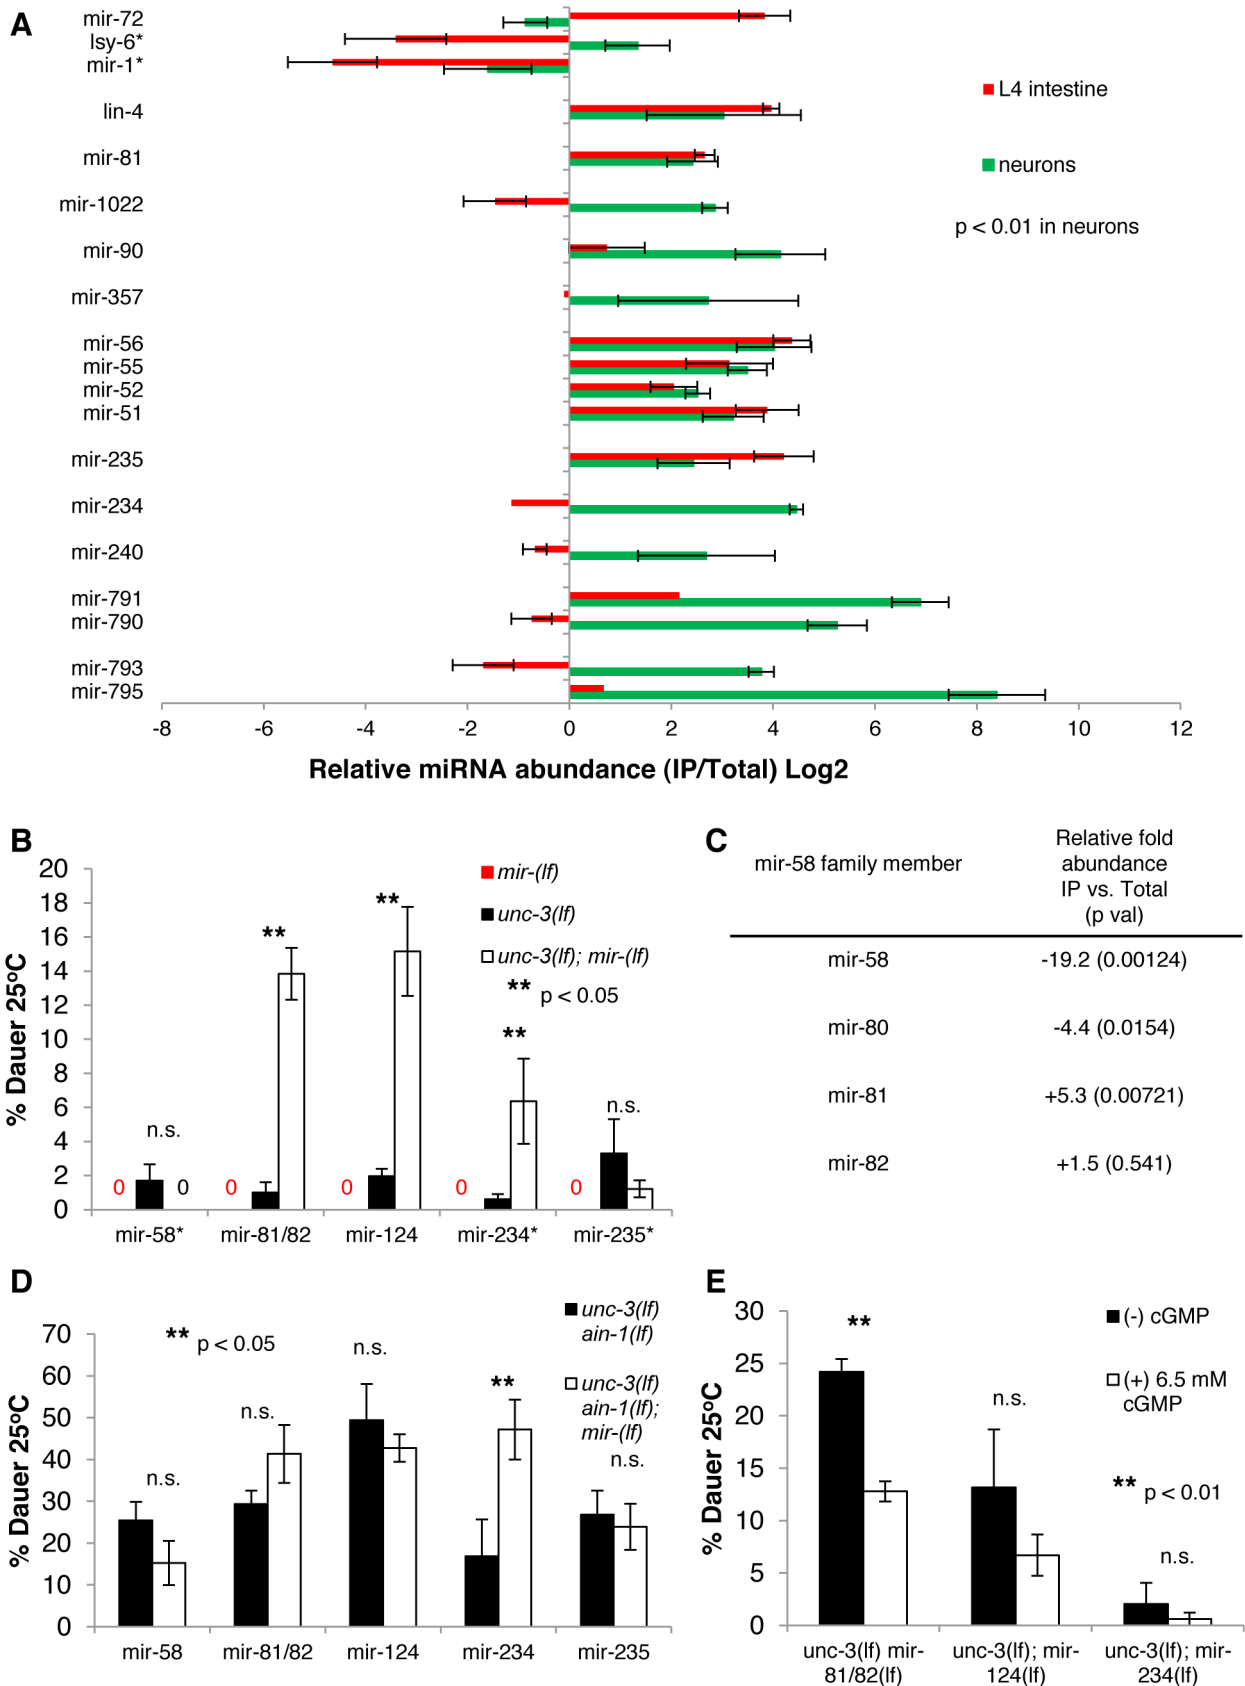 A
mir-72
lsy-6*
mir-1*
lin-4
mir-81
mir-1022
mir-90
mir-357
mir-56
mir-55
mir-52
mir-51
mir-235
mir-234
mir-240
mir-791
mir-790
mir-793
mir-795
L4 intestine
neurons
p < 0.01 in neurons
-8 -6 -4 -2 0 2 4 6 8 10 12
Relative miRNA abundance (IP/Total) Log2
B
% Dauer 25ºC
20
18
16
14
12
10
8
6
4
2
0
mir-(lf)
unc-3(lf)
unc-3(lf); mir-(lf)
** p < 0.05
n.s.
**
**
**
n.s.
0 0 0 0 0 0
mir-58* mir-81/82 mir-124 mir-234* mir-235*
C
mir-58 family member
Relative fold
abundance
IP vs. Total
(p val)
mir-58 -19.2 (0.00124)
mir-80 -4.4 (0.0154)
mir-81 +5.3 (0.00721)
mir-82 +1.5 (0.541)
D
% Dauer 25ºC
70
60
50
40
30
20
10
0
unc-3(lf)
ain-1(lf)
unc-3(lf)
ain-1(lf);
mir-(lf)
** p < 0.05
n.s.
n.s.
n.s.
**
n.s.
mir-58 mir-81/82 mir-124 mir-234 mir-235
E
% Dauer 25ºC
30
25
20
15
10
5
0
(-) cGMP
(+) 6.5 mM
cGMP
** p < 0.01
**
n.s.
n.s.
unc-3(lf) mir-
81/82(lf)
unc-3(lf); mir-
124(lf)
unc-3(lf); mir-
234(lf)